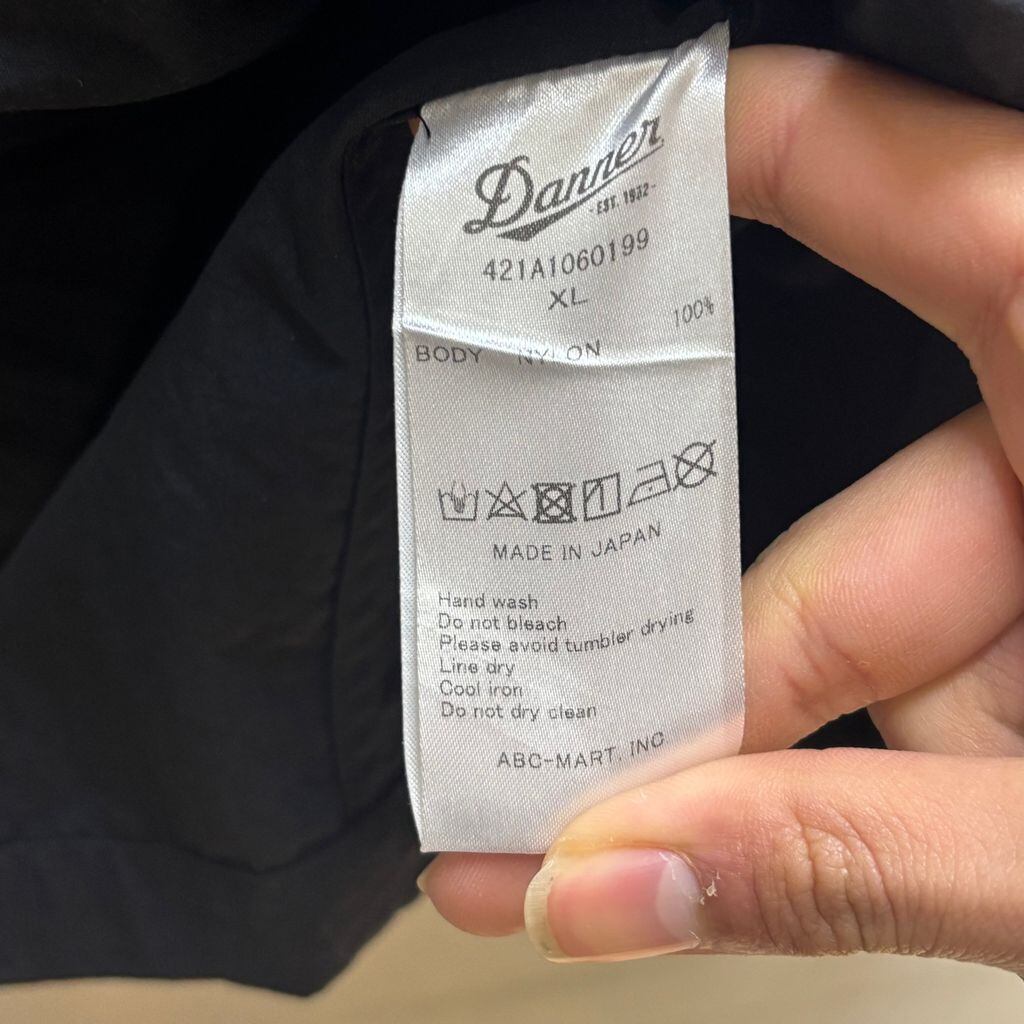 Danner
-EST. 1932-
421A1060199
XL
BODY NYLON 100%
MADE IN JAPAN
Hand wash
Do not bleach
Please avoid tumbler drying
Line dry
Cool iron
Do not dry clean
ABC-MART, INC